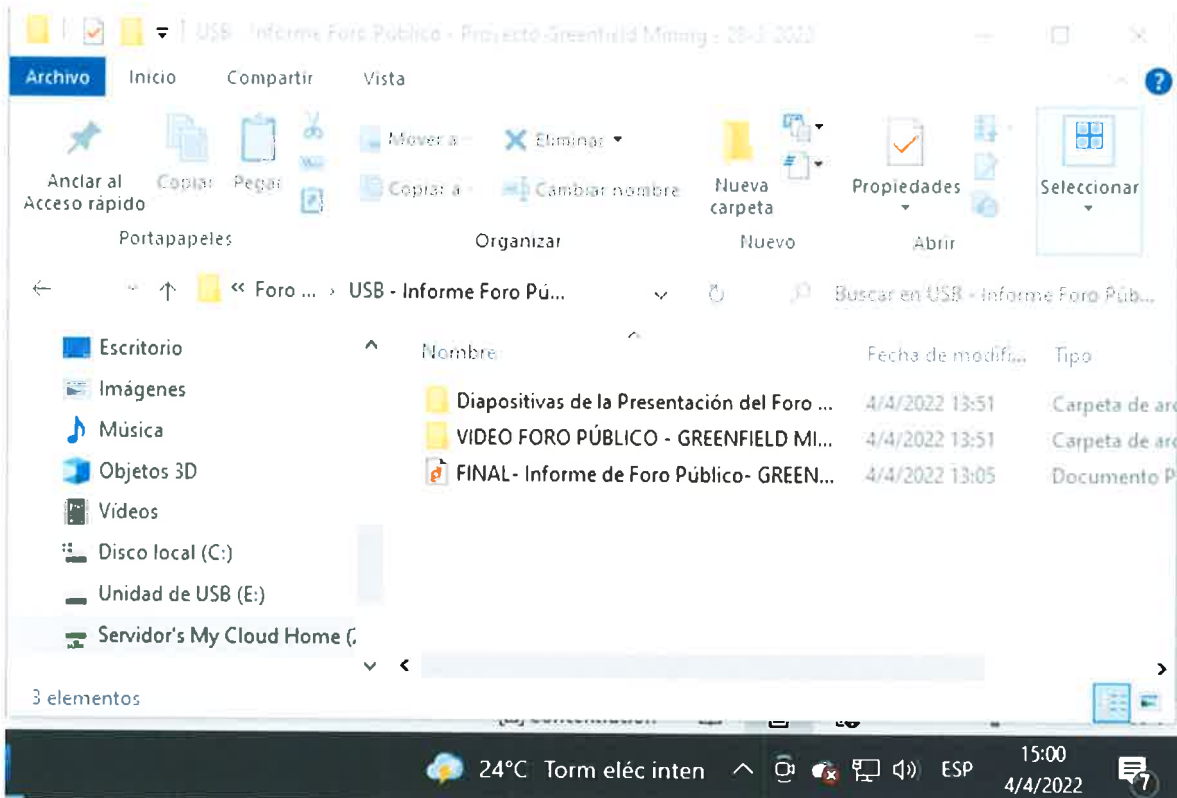 USB - Informe Foro Público - Proyecto Greenfield Mining - 28-3-2022
Archivo Inicio Compartir Vista
Anclar al Acceso rápido
Copiar Pegar
Mover a
Copiar a
Eliminar
Cambiar nombre
Nueva carpeta
Propiedades
Seleccionar
Portapapeles Organizar Nuevo Abrir
« Foro ... › USB - Informe Foro Pú...
Buscar en USB - Informe Foro Púb...
Escritorio
Imágenes
Música
Objetos 3D
Vídeos
Disco local (C:)
Unidad de USB (E:)
Servidor's My Cloud Home (
Nombre Fecha de modifi... Tipo
Diapositivas de la Presentación del Foro ... 4/4/2022 13:51 Carpeta de arc
VIDEO FORO PÚBLICO - GREENFIELD MI... 4/4/2022 13:51 Carpeta de arc
FINAL- Informe de Foro Público- GREEN... 4/4/2022 13:05 Documento P
3 elementos
24°C Torm eléc inten ESP 15:00
4/4/2022
7